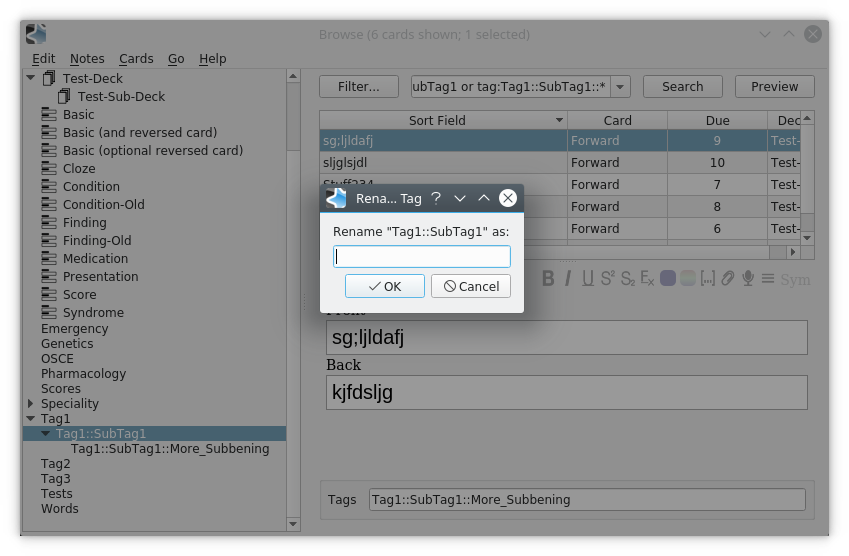 Browse (6 cards shown; 1 selected)
Edit Notes Cards Go Help
Test-Deck
Test-Sub-Deck
Basic
Basic (and reversed card)
Basic (optional reversed card)
Cloze
Condition
Condition-Old
Finding
Finding-Old
Medication
Presentation
Score
Syndrome
Emergency
Genetics
OSCE
Pharmacology
Scores
Speciality
Tag1
Tag1::SubTag1
Tag1::SubTag1::More_Subbening
Tag2
Tag3
Tests
Words
Filter... ubTag1 or tag:Tag1::SubTag1::* Search Preview
Sort Field Card Due Dec
sg;ljldafj Forward 9 Test-
sljglsjdl Forward 10 Test-
Stuff234 Forward 7 Test-
Forward 8 Test-
Forward 6 Test-
Rena... Tag
Rename "Tag1::SubTag1" as:
OK Cancel
B I U S² S₂ Eₓ [...] Sym
Front
sg;ljldafj
Back
kjfdsljg
Tags Tag1::SubTag1::More_Subbening